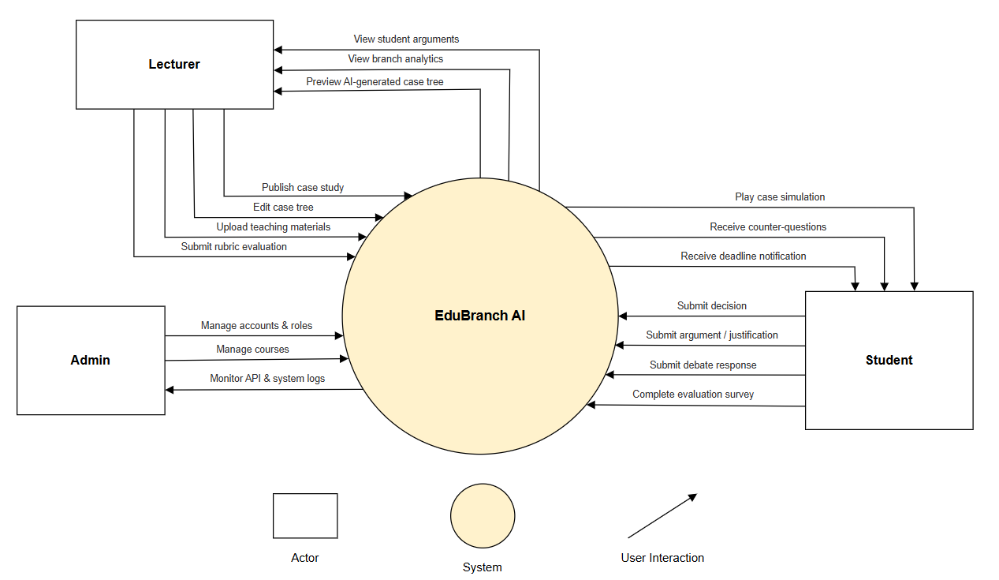 View student arguments
Lecturer
View branch analytics
Preview AI-generated case tree
Publish case study
Edit case tree
Upload teaching materials
Submit rubric evaluation
Play case simulation
Receive counter-questions
Receive deadline notification
EduBranch AI
Manage accounts & roles
Manage courses
Monitor API & system logs
Admin
Submit decision
Submit argument / justification
Submit debate response
Complete evaluation survey
Student
Actor
System
User Interaction